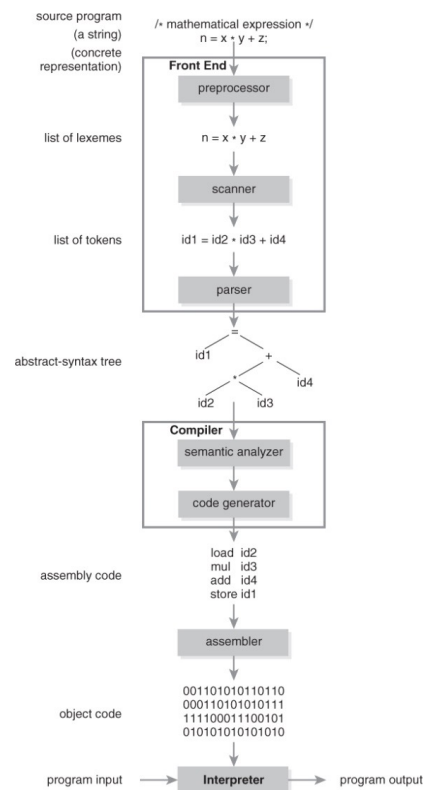 source program
(a string)
(concrete
representation)
/* mathematical expression */
n = x * y + z;
Front End
preprocessor
list of lexemes
n = x * y + z
scanner
list of tokens
id1 = id2 * id3 + id4
parser
abstract-syntax tree
=
id1
+
*
id4
id2
id3
Compiler
semantic analyzer
code generator
assembly code
load id2
mul id3
add id4
store id1
assembler
object code
001101010110110
000110101010111
111100011100101
010101010101010
program input
Interpreter
program output